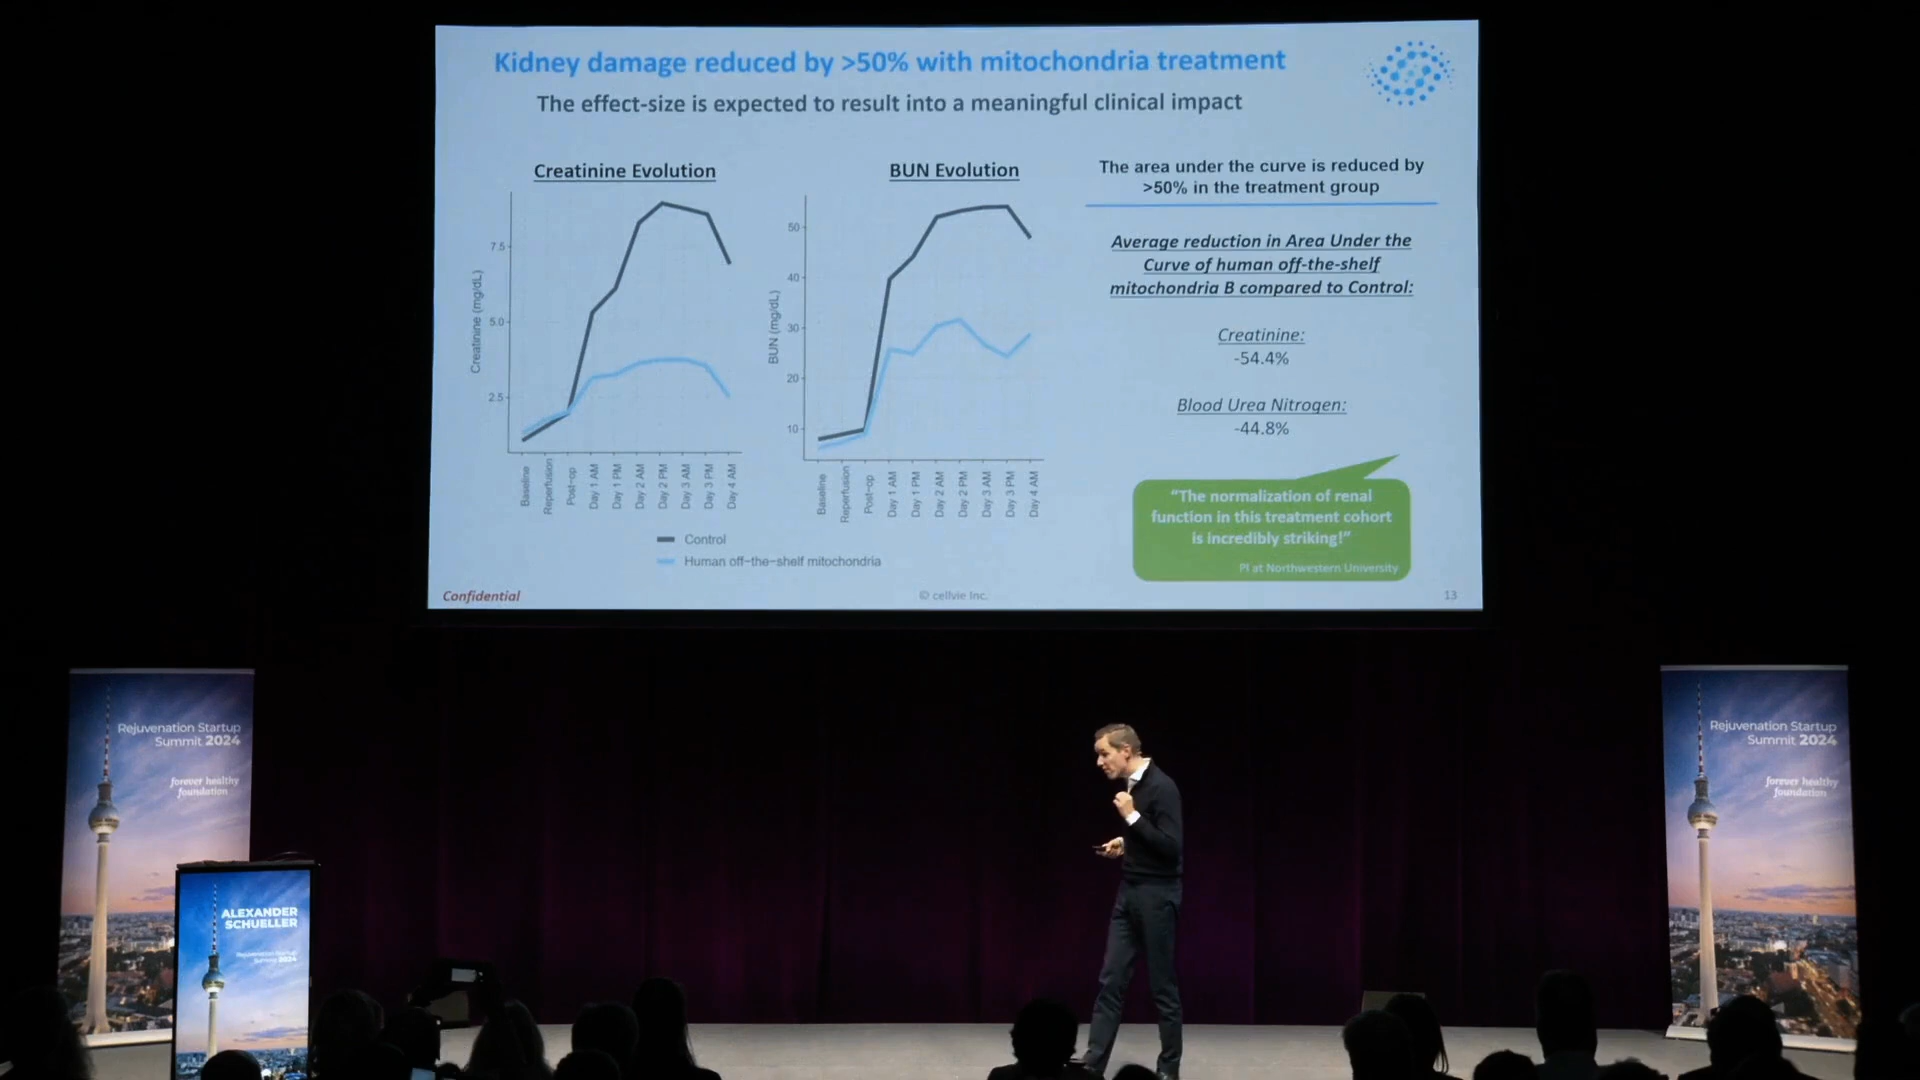 Kidney damage reduced by >50% with mitochondria treatment
The effect-size is expected to result into a meaningful clinical impact
Creatinine Evolution
Creatinine (mg/dL)
7.5
5.0
2.5
Baseline
Reperfusion
Post-op
Day 1 AM
Day 1 PM
Day 2 AM
Day 2 PM
Day 3 AM
Day 3 PM
Day 4 AM
BUN Evolution
BUN (mg/dL)
50
40
30
20
10
Baseline
Reperfusion
Post-op
Day 1 AM
Day 1 PM
Day 2 AM
Day 2 PM
Day 3 AM
Day 3 PM
Day 4 AM
Control
Human off-the-shelf mitochondria
The area under the curve is reduced by
>50% in the treatment group
Average reduction in Area Under the
Curve of human off-the-shelf
mitochondria B compared to Control:
Creatinine:
-54.4%
Blood Urea Nitrogen:
-44.8%
“The normalization of renal
function in this treatment cohort
is incredibly striking!”
PI at Northwestern University
Confidential
© cellvie Inc.
13
Rejuvenation Startup
Summit 2024
forever healthy
foundation
ALEXANDER
SCHUELLER
Rejuvenation Startup
Summit 2024
Rejuvenation Startup
Summit 2024
forever healthy
foundation